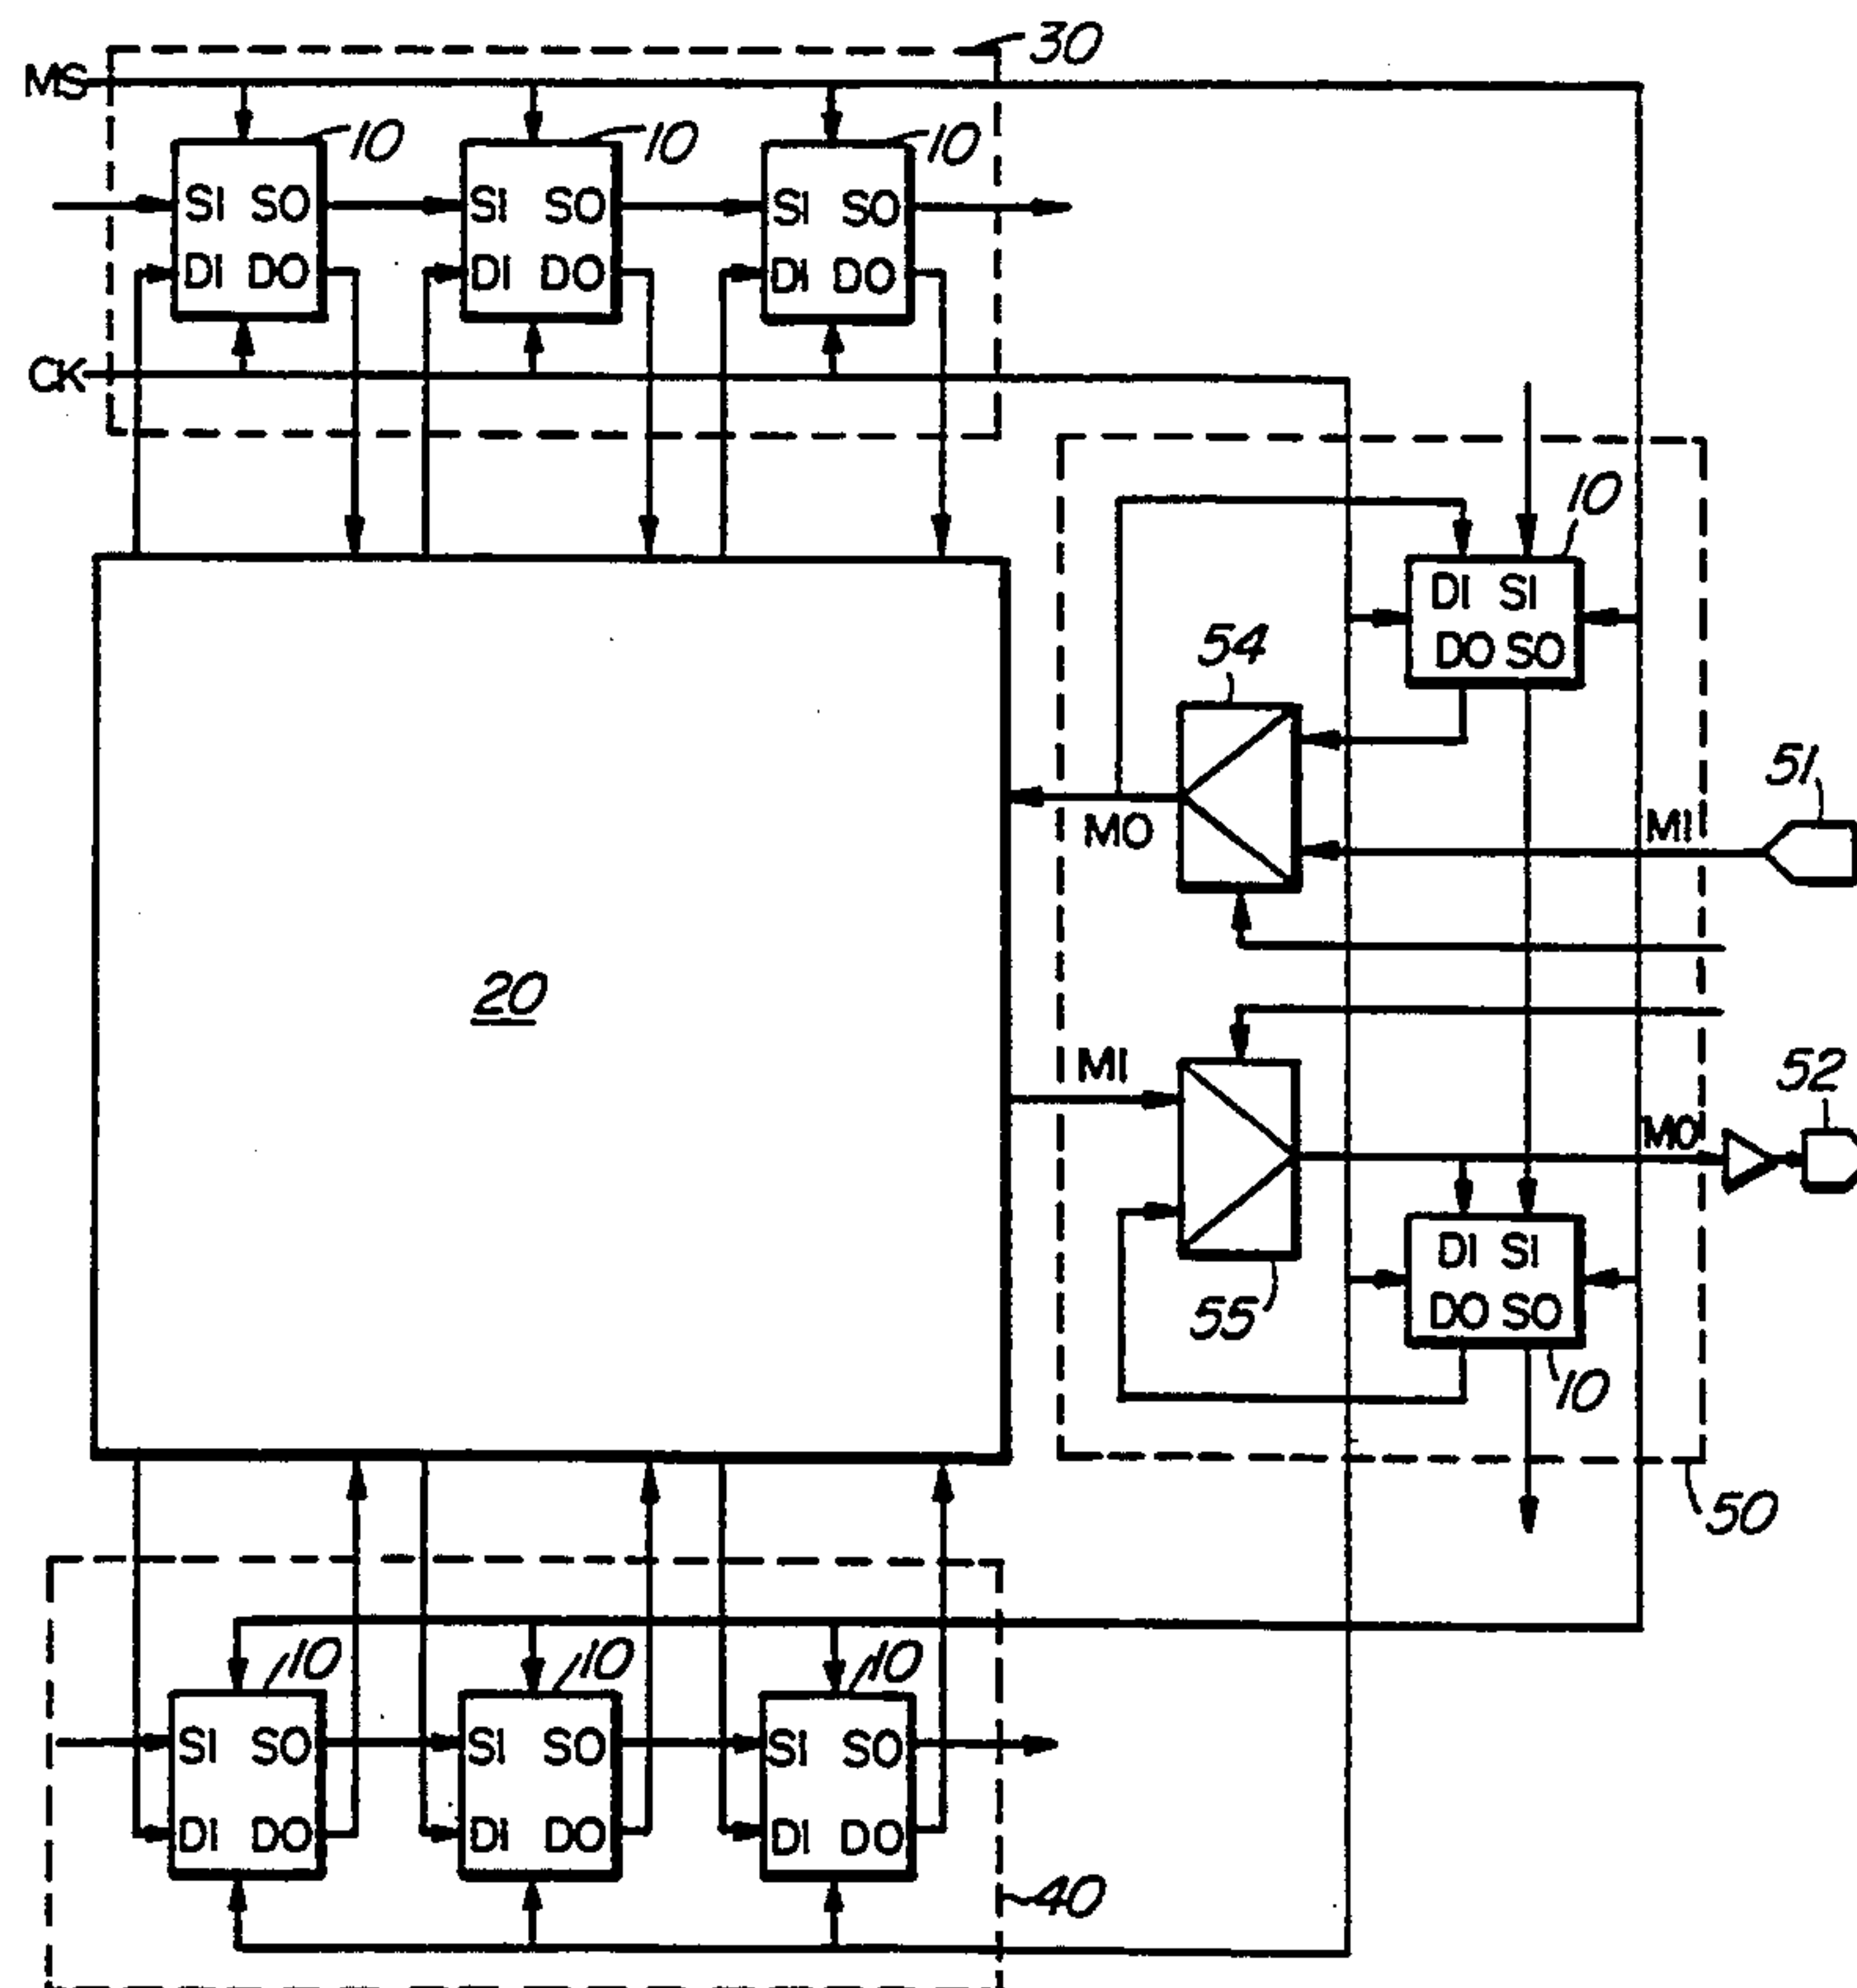 30
MS
10 10 10
SI SO SI SO SI SO
DI DO DI DO DI DO
CK
10
DI SI
DO SO
54
51
MO MI
20
MI
52
MO
DI SI
DO SO
55
10
50
10 10 10
SI SO SI SO SI SO
DI DO DI DO DI DO
40